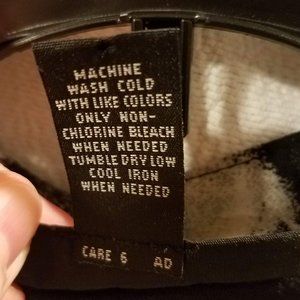 MACHINE
WASH COLD
WITH LIKE COLORS
ONLY NON-
CHLORINE BLEACH
WHEN NEEDED
TUMBLE DRY LOW
COOL IRON
WHEN NEEDED
CARE 6 AD